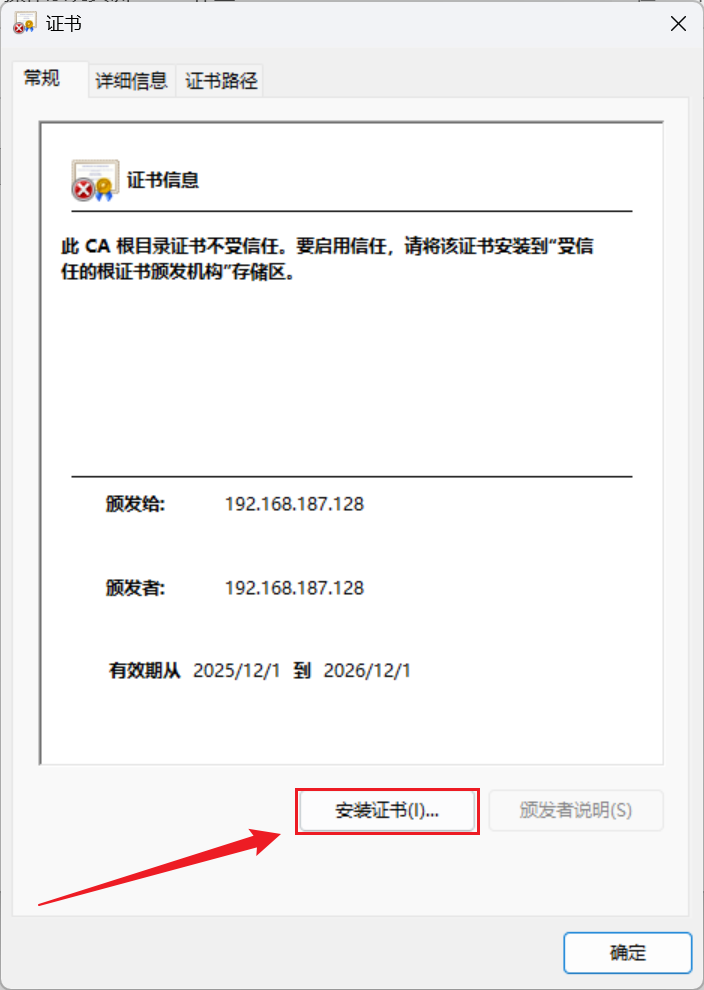 证书
常规 详细信息 证书路径
证书信息
此 CA 根目录证书不受信任。要启用信任，请将该证书安装到“受信
任的根证书颁发机构”存储区。
颁发给: 192.168.187.128
颁发者: 192.168.187.128
有效期从 2025/12/1 到 2026/12/1
安装证书(I)... 颁发者说明(S)
确定